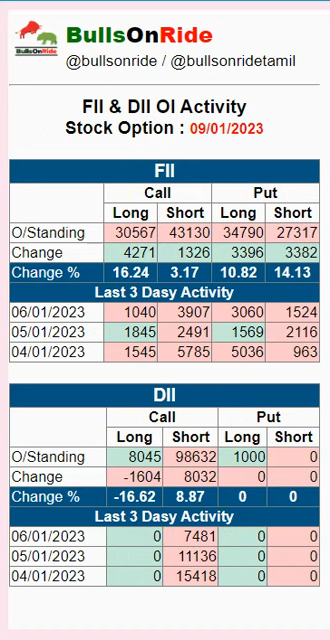 BullsOnRide
BullsOnRide
@bullsonride / @bullsonridetamil
FII & DII OI Activity
Stock Option : 09/01/2023
FII
Call Put
Long Short Long Short
O/Standing 30567 43130 34790 27317
Change 4271 1326 3396 3382
Change % 16.24 3.17 10.82 14.13
Last 3 Dasy Activity
06/01/2023 1040 3907 3060 1524
05/01/2023 1845 2491 1569 2116
04/01/2023 1545 5785 5036 963
DII
Call Put
Long Short Long Short
O/Standing 8045 98632 1000 0
Change -1604 8032 0 0
Change % -16.62 8.87 0 0
Last 3 Dasy Activity
06/01/2023 0 7481 0 0
05/01/2023 0 11136 0 0
04/01/2023 0 15418 0 0